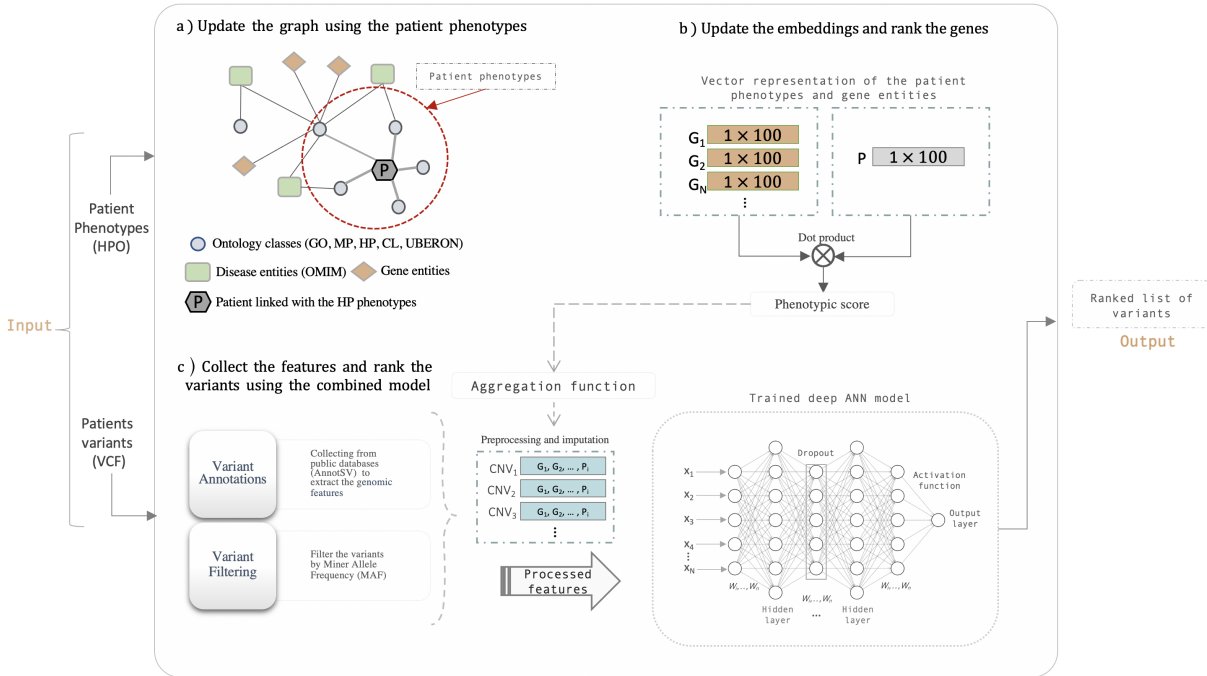 a ) Update the graph using the patient phenotypes
Patient phenotypes
P
Ontology classes (GO, MP, HP, CL, UBERON)
Disease entities (OMIM)
Gene entities
P
Patient linked with the HP phenotypes
b ) Update the embeddings and rank the genes
Vector representation of the patient
phenotypes and gene entities
G1 1 × 100
G2 1 × 100
GN 1 × 100
⋮
P 1 × 100
Dot product
Phenotypic score
Input
Patient
Phenotypes
(HPO)
Patients
variants
(VCF)
c ) Collect the features and rank the
variants using the combined model
Variant
Annotations
Collecting from
public databases
(AnnotSV) to
extract the genomic
features
Variant
Filtering
Filter the variants
by Miner Allele
Frequency (MAF)
Aggregation function
Preprocessing and imputation
CNV1 G1, G2, ... , Pi
CNV2 G1, G2, ... , Pi
CNV3 G1, G2, ... , Pi
⋮
Processed
features
Trained deep ANN model
Dropout
Activation
function
Output
layer
x1
x2
x3
x4
⋮
xN
Wn...,Wn
Hidden
layer
Wn...,Wn
...
Hidden
layer
Wn...,Wn
Ranked list of
variants
Output